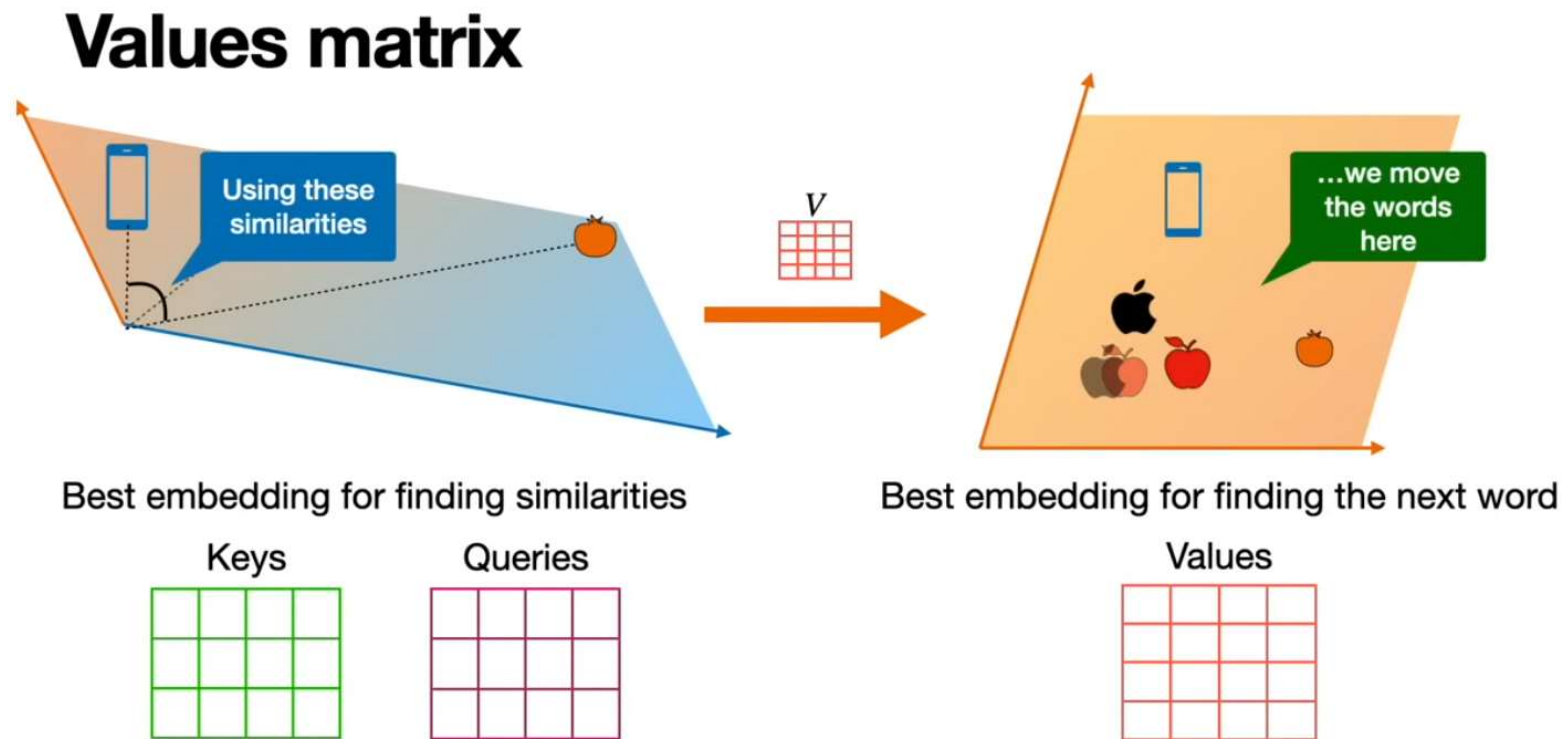 Values matrix
Using these
similarities
V
...we move
the words
here
Best embedding for finding similarities
Best embedding for finding the next word
Keys
Queries
Values